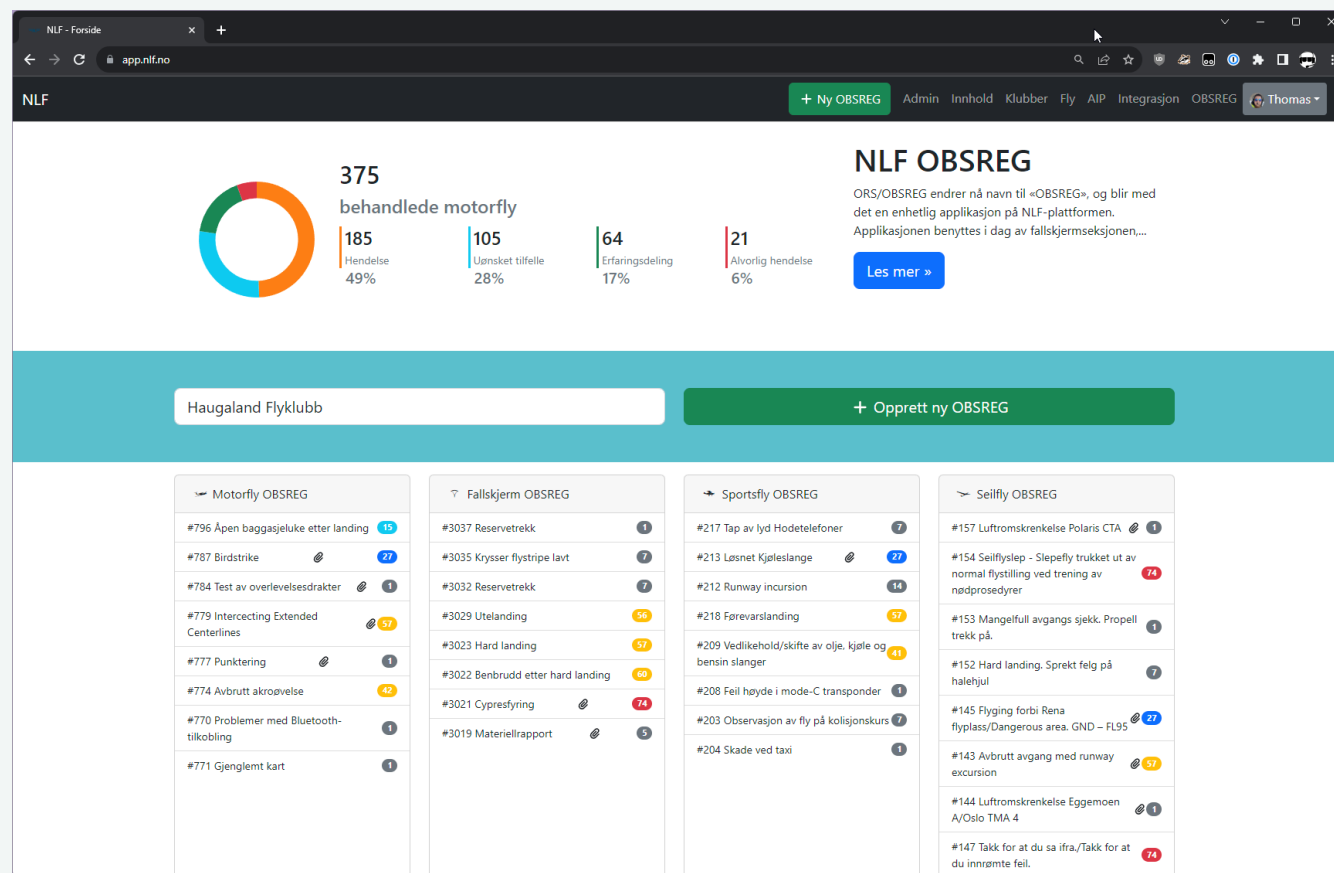 NLF - Forside
app.nlf.no
NLF
+ Ny OBSREG Admin Innhold Klubber Fly AIP Integrasjon OBSREG Thomas
375
behandlede motorfly
185
Hendelse
49%
105
Uønsket tilfelle
28%
64
Erfaringsdeling
17%
21
Alvorlig hendelse
6%
NLF OBSREG
ORS/OBSREG endrer nå navn til «OBSREG», og blir med
det en enhetlig applikasjon på NLF-plattformen.
Applikasjonen benyttes i dag av fallskjermseksjonen,...
Les mer »
Haugaland Flyklubb
+ Opprett ny OBSREG
Motorfly OBSREG
#796 Åpen baggasjeluke etter landing 15
#787 Birdstrike 27
#784 Test av overlevelsesdrakter 1
#779 Intercecting Extended
Centerlines 57
#777 Punktering 1
#774 Avbrutt akroøvelse 42
#770 Problemer med Bluetooth-
tilkobling 1
#771 Gjenglemt kart 1
Fallskjerm OBSREG
#3037 Reservetrekk 1
#3035 Krysser flystripe lavt 7
#3032 Reservetrekk 7
#3029 Utelanding 56
#3023 Hard landing 57
#3022 Benbrudd etter hard landing 60
#3021 Cypresfyring 74
#3019 Materiellrapport 5
Sportsfly OBSREG
#217 Tap av lyd Hodetelefoner 7
#213 Løsnet Kjøleslange 27
#212 Runway incursion 14
#218 Førevarslanding 57
#209 Vedlikehold/skifte av olje, kjøle og
bensin slanger 41
#208 Feil høyde i mode-C transponder 1
#203 Observasjon av fly på kolisjonskurs 7
#204 Skade ved taxi 1
Seilfly OBSREG
#157 Luftromskrenkelse Polaris CTA 1
#154 Seilflyslep - Slepefly trukket ut av
normal flystilling ved trening av 74
nødprosedyrer
#153 Mangelfull avgangs sjekk. Propell
trekk på. 1
#152 Hard landing. Sprekt felg på
halehjul 7
#145 Flyging forbi Rena
flyplass/Dangerous area. GND – FL95 27
#143 Avbrutt avgang med runway
excursion 57
#144 Luftromskrenkelse Eggemoen
A/Oslo TMA 4 1
#147 Takk for at du sa ifra./Takk for at
du innrømte feil. 74